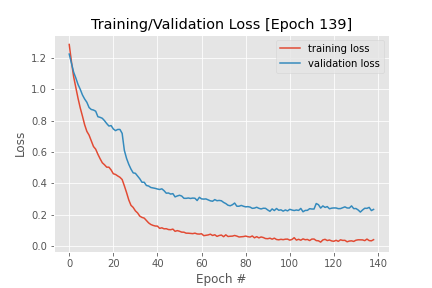 Training/Validation Loss [Epoch 139]
training loss
validation loss
1.2
1.0
0.8
0.6
0.4
0.2
0.0
Loss
0 20 40 60 80 100 120 140
Epoch #